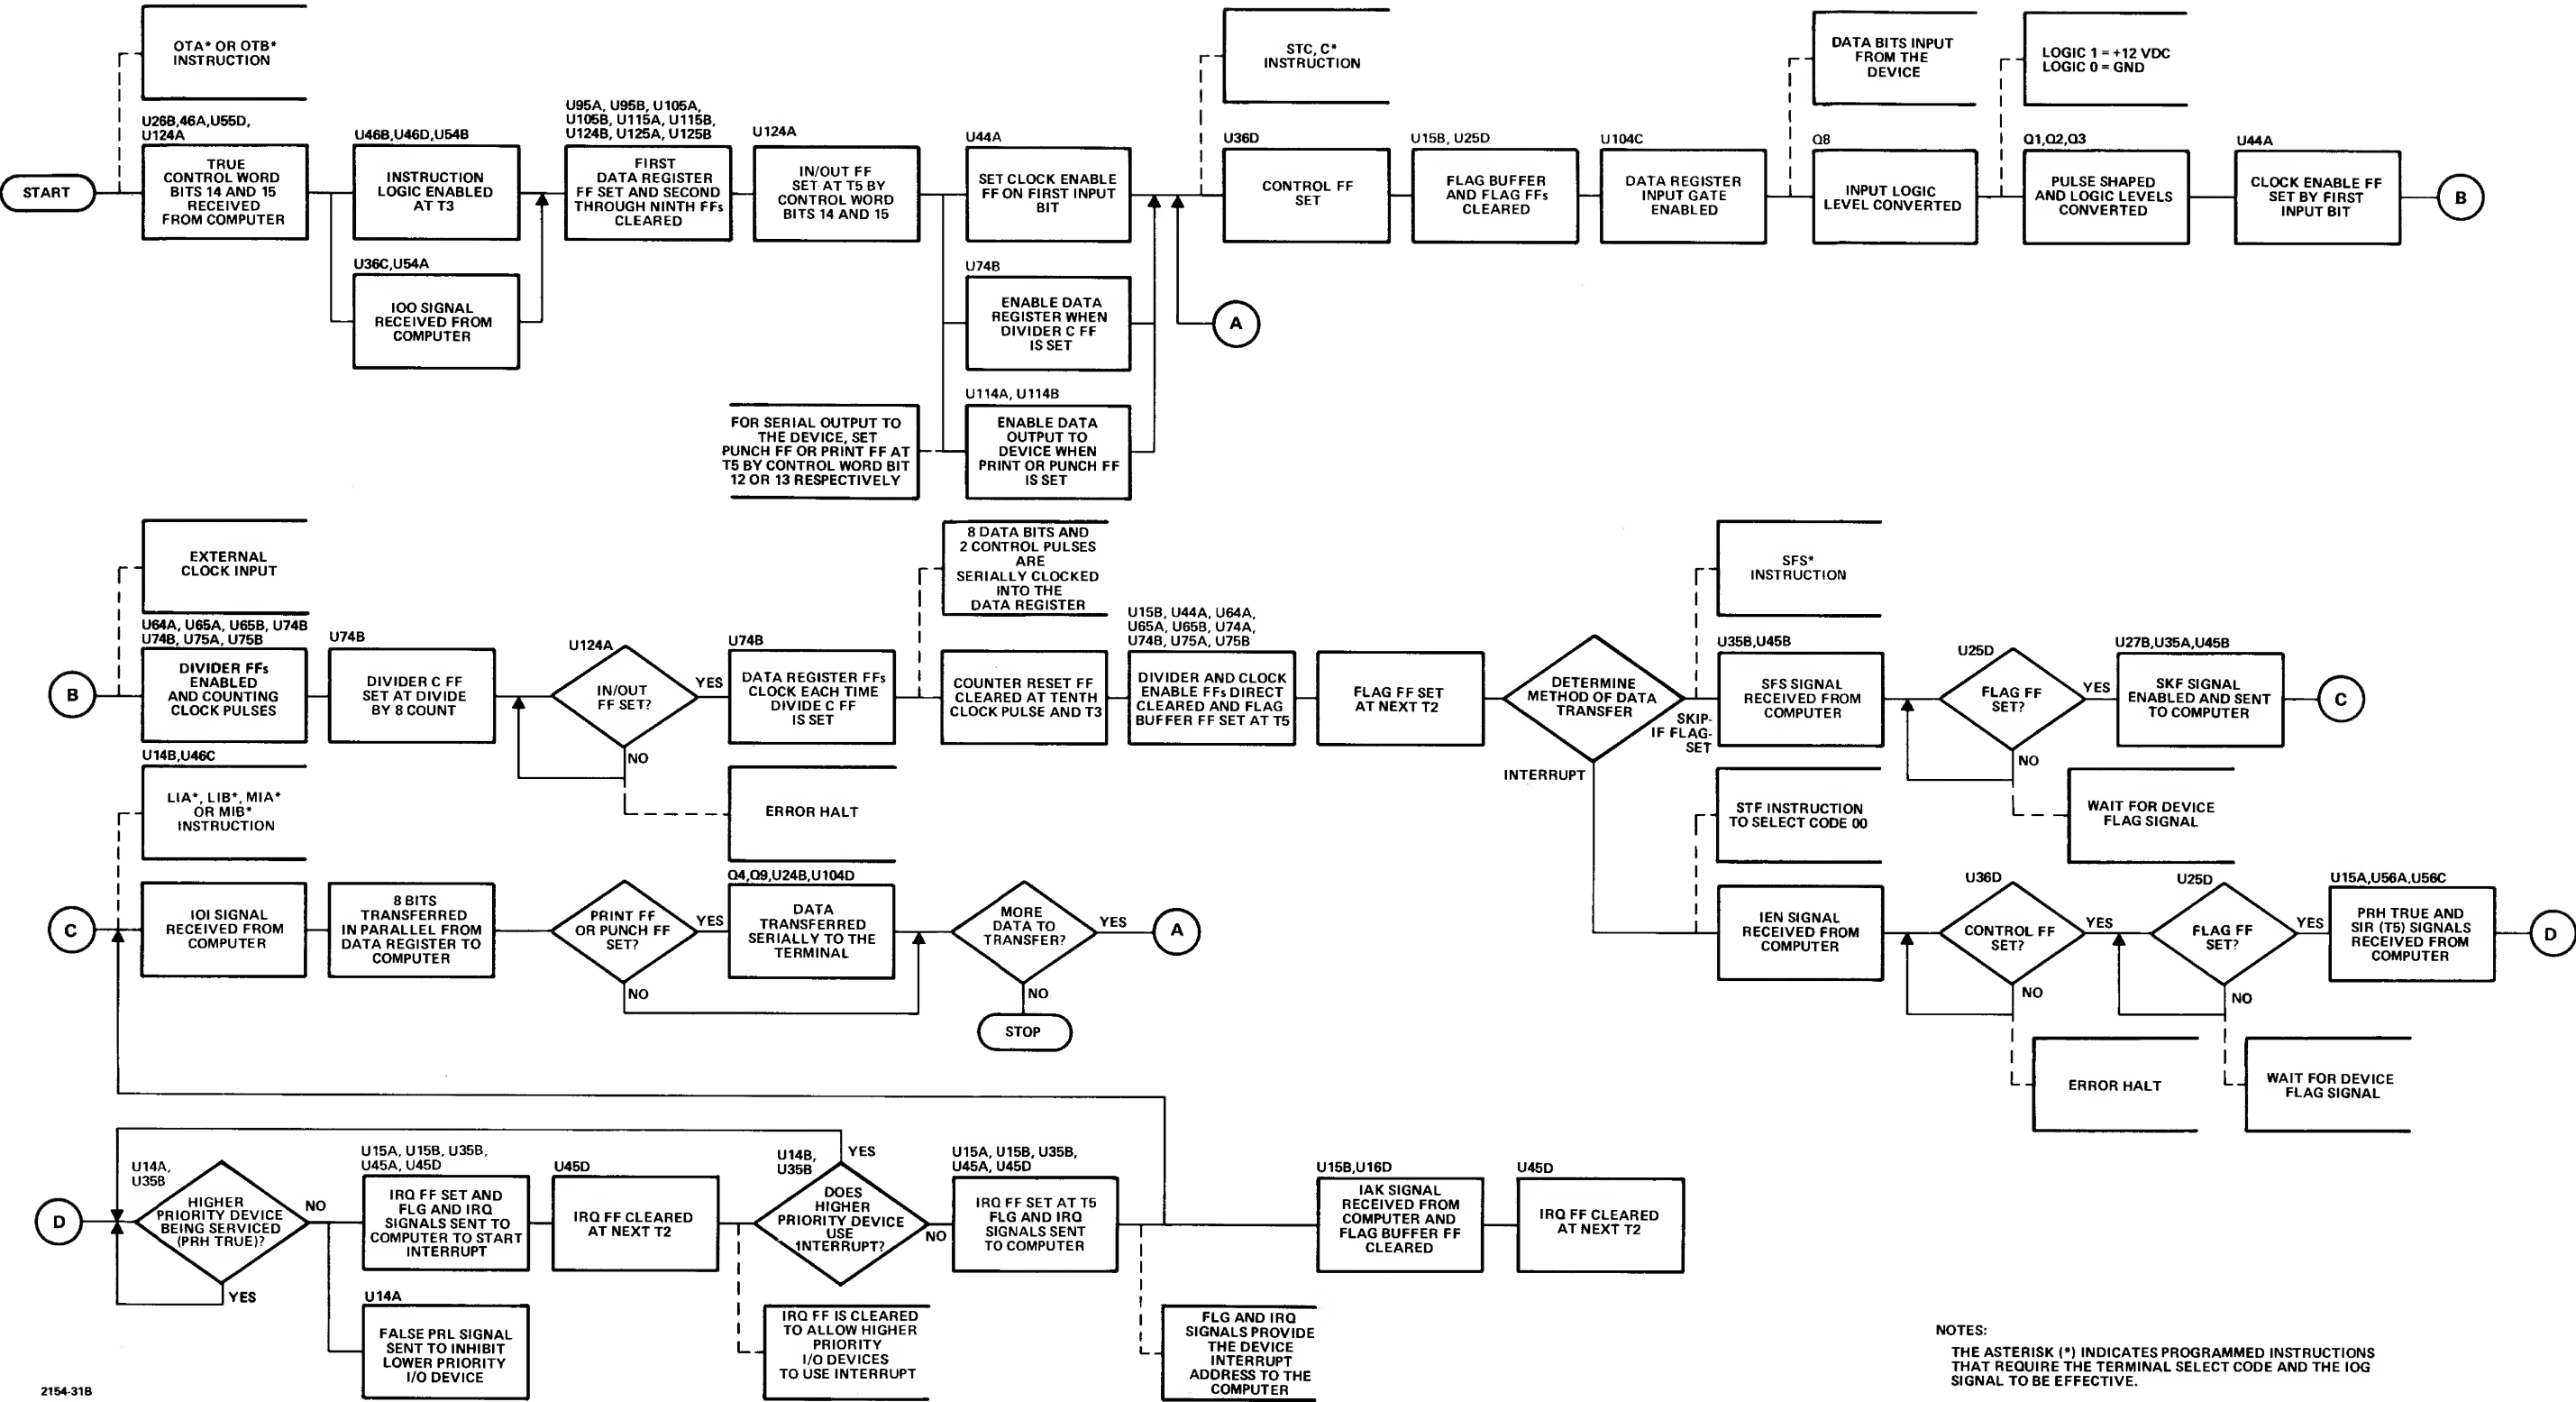 OTA* OR OTB*
INSTRUCTION
U26B,46A,U55D,
U124A
START
TRUE
CONTROL WORD
BITS 14 AND 15
RECEIVED
FROM COMPUTER
U46B,U46D,U54B
INSTRUCTION
LOGIC ENABLED
AT T3
U36C,U54A
IOO SIGNAL
RECEIVED FROM
COMPUTER
U95A, U95B, U105A,
U105B, U115A, U115B,
U124B, U125A, U125B
FIRST
DATA REGISTER
FF SET AND SECOND
THROUGH NINTH FFs
CLEARED
U124A
IN/OUT FF
SET AT T5 BY
CONTROL WORD
BITS 14 AND 15
U44A
SET CLOCK ENABLE
FF ON FIRST INPUT
BIT
U74B
ENABLE DATA
REGISTER WHEN
DIVIDER C FF
IS SET
U114A, U114B
ENABLE DATA
OUTPUT TO
DEVICE WHEN
PRINT OR PUNCH FF
IS SET
FOR SERIAL OUTPUT TO
THE DEVICE, SET
PUNCH FF OR PRINT FF AT
T5 BY CONTROL WORD BIT
12 OR 13 RESPECTIVELY
A
STC, C*
INSTRUCTION
U36D
CONTROL FF
SET
U15B, U25D
FLAG BUFFER
AND FLAG FFs
CLEARED
U104C
DATA REGISTER
INPUT GATE
ENABLED
DATA BITS INPUT
FROM THE
DEVICE
Q8
INPUT LOGIC
LEVEL CONVERTED
LOGIC 1 = +12 VDC
LOGIC 0 = GND
Q1,Q2,Q3
PULSE SHAPED
AND LOGIC LEVELS
CONVERTED
U44A
CLOCK ENABLE FF
SET BY FIRST
INPUT BIT
B
EXTERNAL
CLOCK INPUT
U64A, U65A, U65B, U74B
U74B, U75A, U75B
B
DIVIDER FFs
ENABLED
AND COUNTING
CLOCK PULSES
U74B
DIVIDER C FF
SET AT DIVIDE
BY 8 COUNT
U124A
IN/OUT
FF SET?
YES
NO
ERROR HALT
U74B
DATA REGISTER FFs
CLOCK EACH TIME
DIVIDE C FF
IS SET
8 DATA BITS AND
2 CONTROL PULSES
ARE
SERIALLY CLOCKED
INTO THE
DATA REGISTER
COUNTER RESET FF
CLEARED AT TENTH
CLOCK PULSE AND T3
U15B, U44A, U64A,
U65A, U65B, U74A,
U74B, U75A, U75B
DIVIDER AND CLOCK
ENABLE FFs DIRECT
CLEARED AND FLAG
BUFFER FF SET AT T5
FLAG FF SET
AT NEXT T2
DETERMINE
METHOD OF DATA
TRANSFER
SKIP-
IF FLAG-
SET
INTERRUPT
SFS*
INSTRUCTION
U35B,U45B
SFS SIGNAL
RECEIVED FROM
COMPUTER
U25D
FLAG FF
SET?
YES
NO
WAIT FOR DEVICE
FLAG SIGNAL
U27B,U35A,U45B
SKF SIGNAL
ENABLED AND SENT
TO COMPUTER
C
U14B,U46C
LIA*, LIB*, MIA*
OR MIB*
INSTRUCTION
C
IOI SIGNAL
RECEIVED FROM
COMPUTER
8 BITS
TRANSFERRED
IN PARALLEL FROM
DATA REGISTER TO
COMPUTER
PRINT FF
OR PUNCH FF
SET?
YES
NO
Q4,Q9,U24B,U104D
DATA
TRANSFERRED
SERIALLY TO THE
TERMINAL
MORE
DATA TO
TRANSFER?
YES
A
NO
STOP
STF INSTRUCTION
TO SELECT CODE 00
IEN SIGNAL
RECEIVED FROM
COMPUTER
U36D
CONTROL FF
SET?
YES
NO
ERROR HALT
U25D
FLAG FF
SET?
YES
NO
WAIT FOR DEVICE
FLAG SIGNAL
U15A,U56A,U56C
PRH TRUE AND
SIR (T5) SIGNALS
RECEIVED FROM
COMPUTER
D
D
U14A,
U35B
HIGHER
PRIORITY DEVICE
BEING SERVICED
(PRH TRUE)?
NO
YES
U15A, U15B, U35B,
U45A, U45D
IRQ FF SET AND
FLG AND IRQ
SIGNALS SENT TO
COMPUTER TO START
INTERRUPT
U14A
FALSE PRL SIGNAL
SENT TO INHIBIT
LOWER PRIORITY
I/O DEVICE
U45D
IRQ FF CLEARED
AT NEXT T2
U14B,
U35B
YES
DOES
HIGHER
PRIORITY DEVICE
USE
INTERRUPT?
NO
IRQ FF IS CLEARED
TO ALLOW HIGHER
PRIORITY
I/O DEVICES
TO USE INTERRUPT
U15A, U15B, U35B,
U45A, U45D
IRQ FF SET AT T5
FLG AND IRQ
SIGNALS SENT
TO COMPUTER
FLG AND IRQ
SIGNALS PROVIDE
THE DEVICE
INTERRUPT
ADDRESS TO THE
COMPUTER
U15B,U16D
IAK SIGNAL
RECEIVED FROM
COMPUTER AND
FLAG BUFFER FF
CLEARED
U45D
IRQ FF CLEARED
AT NEXT T2
NOTES:
THE ASTERISK (*) INDICATES PROGRAMMED INSTRUCTIONS
THAT REQUIRE THE TERMINAL SELECT CODE AND THE IOG
SIGNAL TO BE EFFECTIVE.
2154-31B